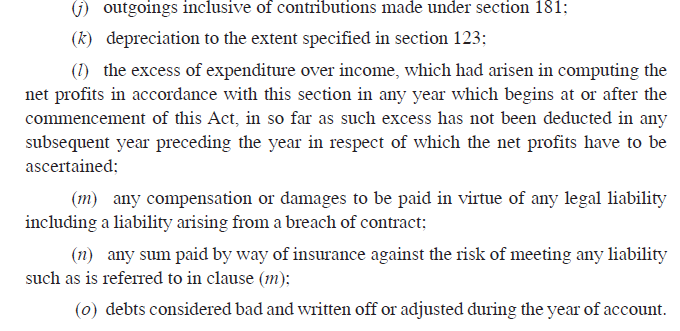 (j) outgoings inclusive of contributions made under section 181;
(k) depreciation to the extent specified in section 123;
(l) the excess of expenditure over income, which had arisen in computing the
net profits in accordance with this section in any year which begins at or after the
commencement of this Act, in so far as such excess has not been deducted in any
subsequent year preceding the year in respect of which the net profits have to be
ascertained;
(m) any compensation or damages to be paid in virtue of any legal liability
including a liability arising from a breach of contract;
(n) any sum paid by way of insurance against the risk of meeting any liability
such as is referred to in clause (m);
(o) debts considered bad and written off or adjusted during the year of account.